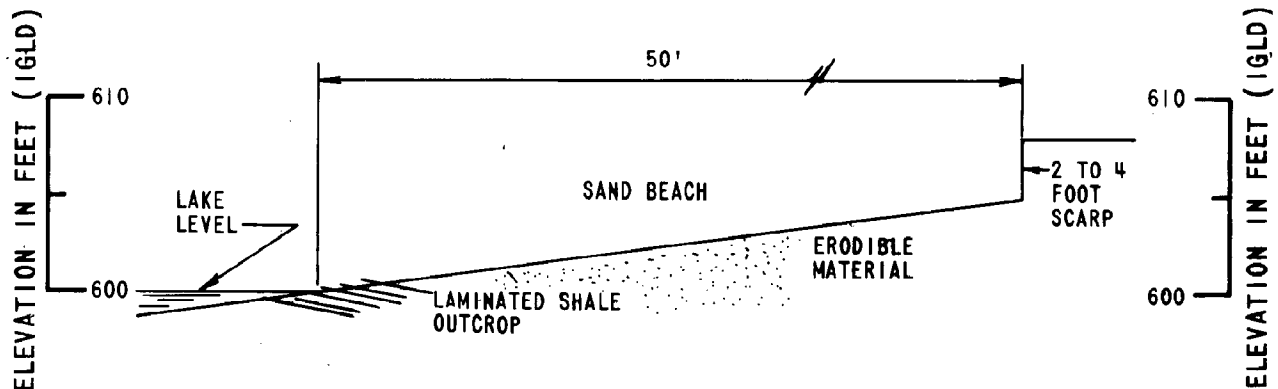 ELEVATION IN FEET (IGLD)
610
600
50'
LAKE
LEVEL
SAND BEACH
LAMINATED SHALE
OUTCROP
ERODIBLE
MATERIAL
2 TO 4
FOOT
SCARP
610
600
ELEVATION IN FEET (IGLD)